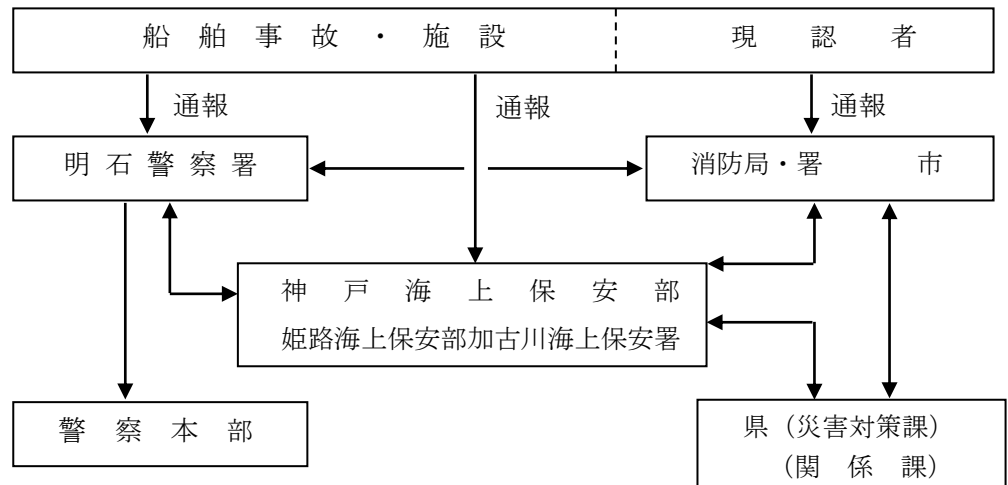 船舶事故・施設 現認者
通報 通報 通報
明石警察署 消防局・署 市
神戸海上保安部
姫路海上保安部加古川海上保安署
警察本部 県（災害対策課）
（関係課）